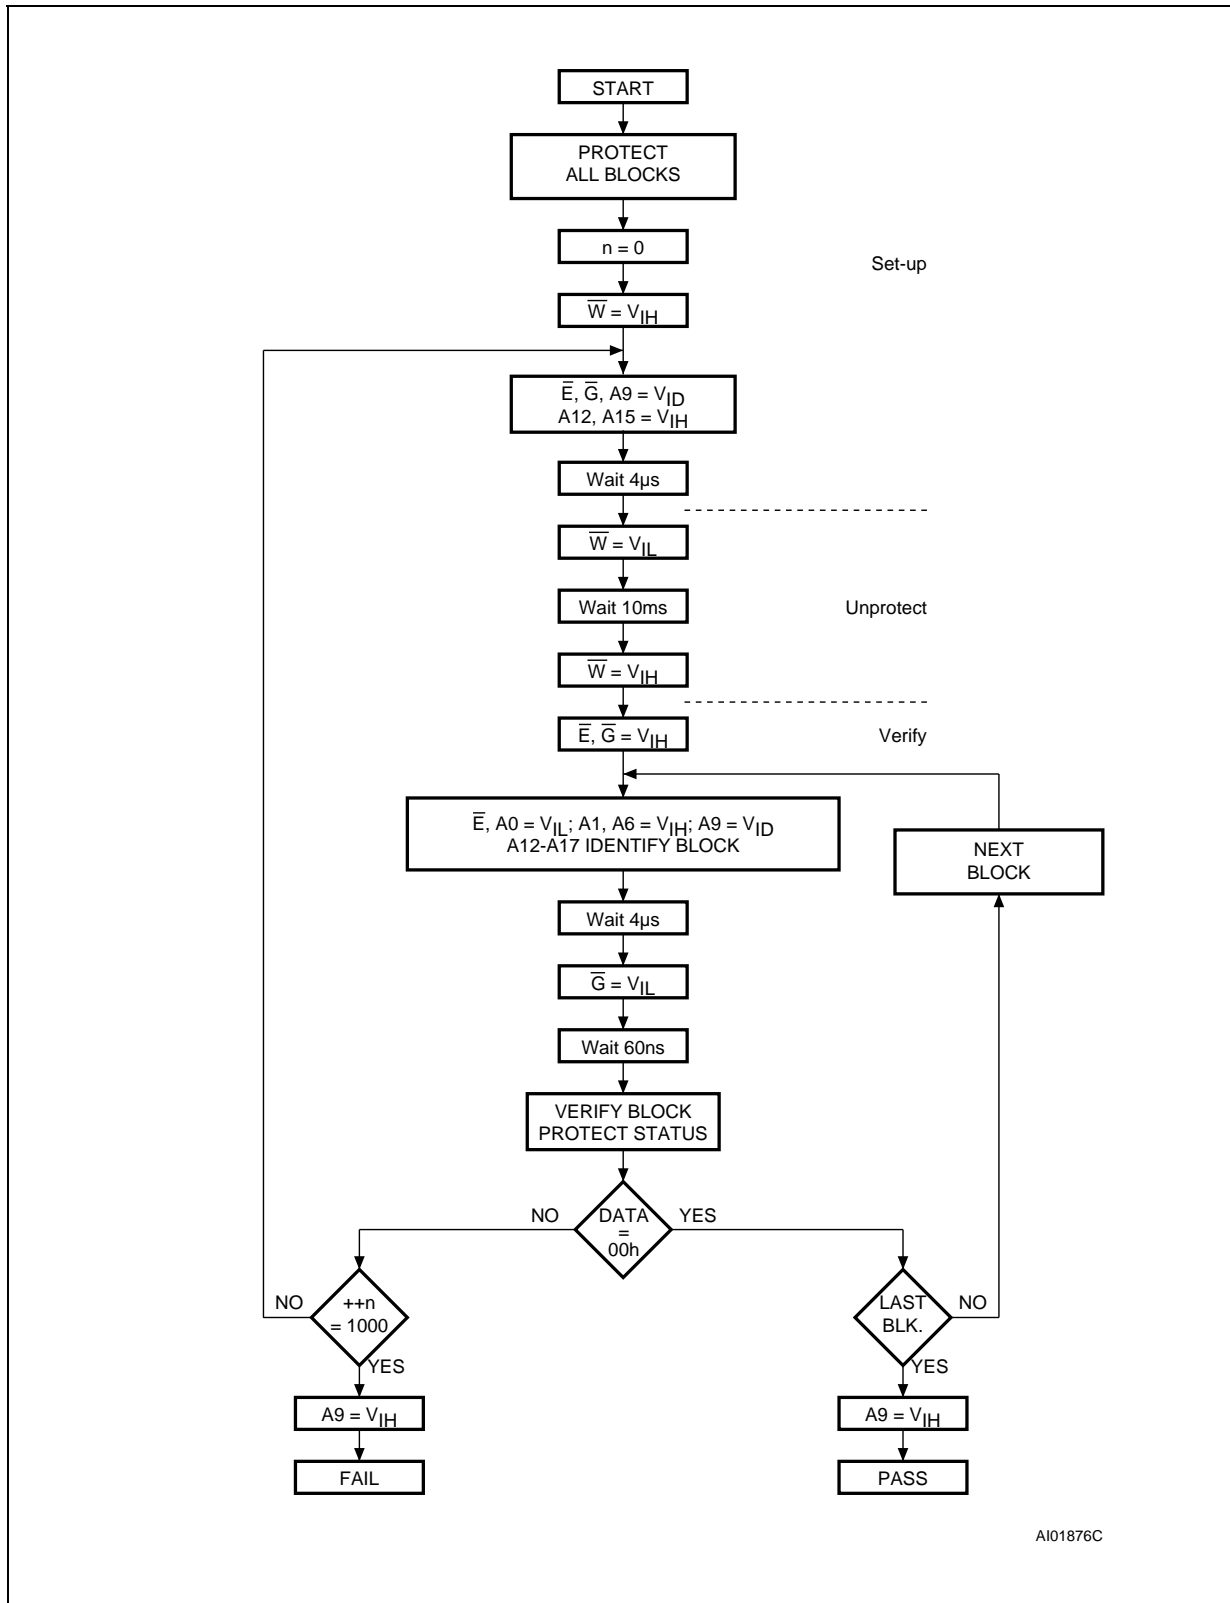 START
PROTECT
ALL BLOCKS
n = 0
Set-up
W̅ = VIH
E̅, G̅, A9 = VID
A12, A15 = VIH
Wait 4µs
W̅ = VIL
Wait 10ms
Unprotect
W̅ = VIH
E̅, G̅ = VIH
Verify
E̅, A0 = VIL; A1, A6 = VIH; A9 = VID
A12-A17 IDENTIFY BLOCK
NEXT
BLOCK
Wait 4µs
G̅ = VIL
Wait 60ns
VERIFY BLOCK
PROTECT STATUS
NO
DATA
=
00h
YES
NO
++n
= 1000
YES
LAST
BLK.
NO
YES
A9 = VIH
A9 = VIH
FAIL
PASS
AI01876C